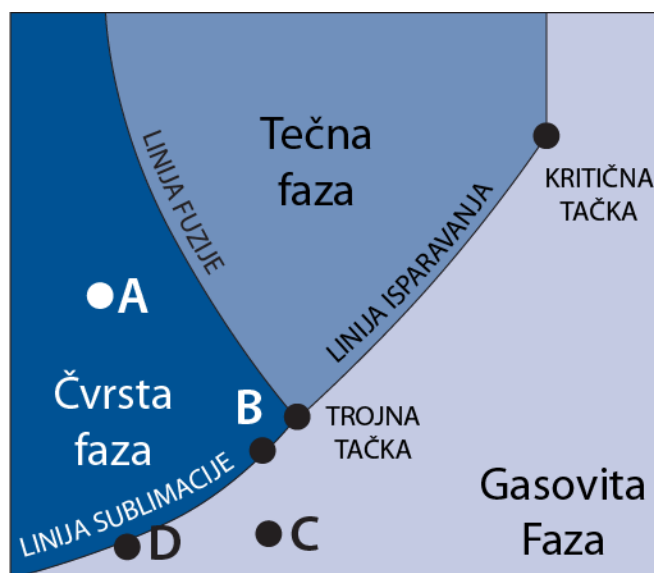 Tečna
faza
LINIJA FUZIJE
KRITIČNA
TAČKA
LINIJA ISPARAVANJA
A
Čvrsta
faza
B
TROJNA
TAČKA
LINIJA SUBLIMACIJE
Gasovita
Faza
D
C